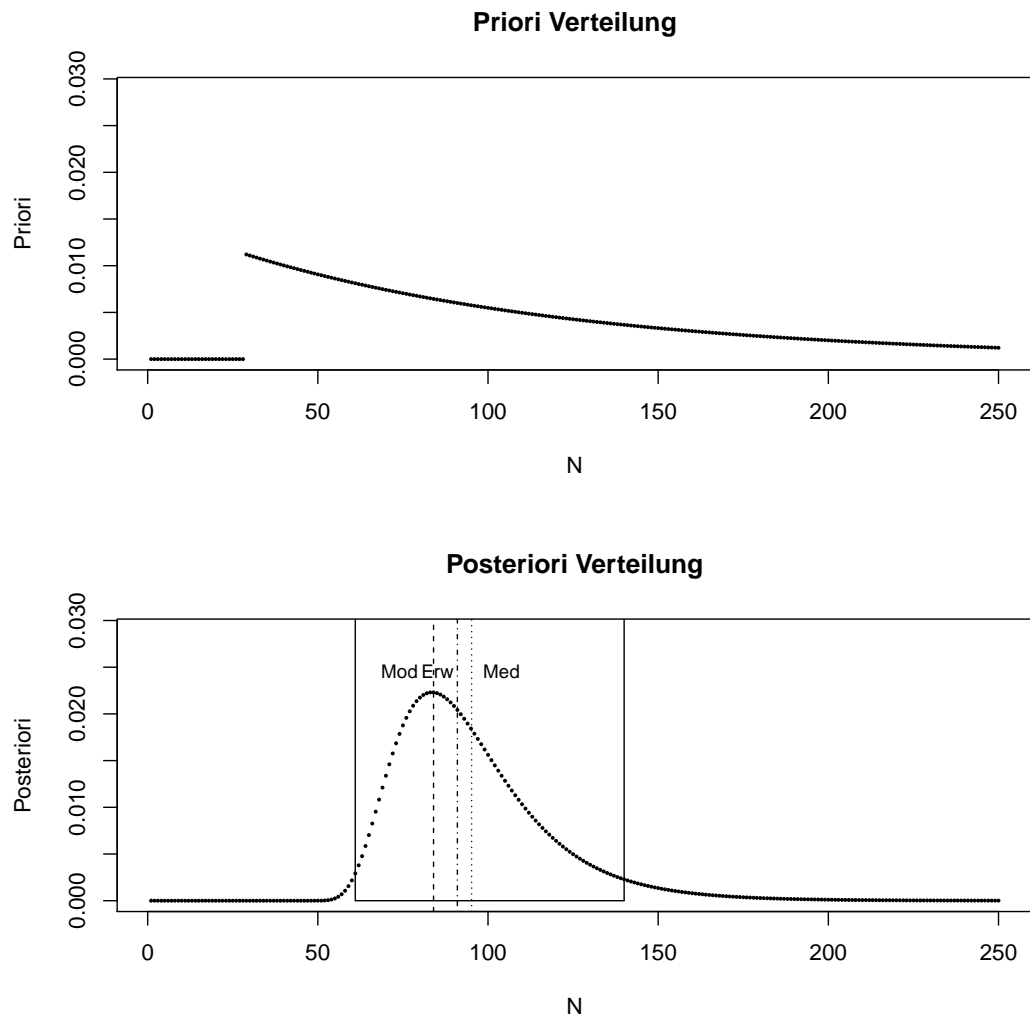 Priori Verteilung
0.030
0.020
0.010
0.000
Priori
0 50 100 150 200 250
N
Posteriori Verteilung
0.030
0.020
0.010
0.000
Posteriori
Mod Erw Med
0 50 100 150 200 250
N